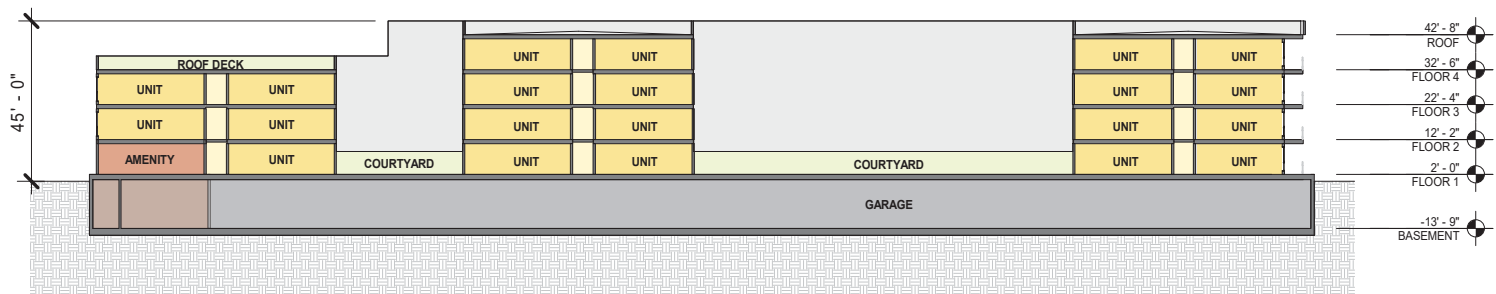 45' - 0"
42' - 8"
ROOF
UNIT UNIT UNIT UNIT
ROOF DECK
32' - 6"
FLOOR 4
UNIT UNIT UNIT UNIT UNIT UNIT
22' - 4"
FLOOR 3
UNIT UNIT UNIT UNIT UNIT UNIT
12' - 2"
FLOOR 2
AMENITY UNIT COURTYARD UNIT UNIT COURTYARD UNIT UNIT
2' - 0"
FLOOR 1
GARAGE
-13' - 9"
BASEMENT